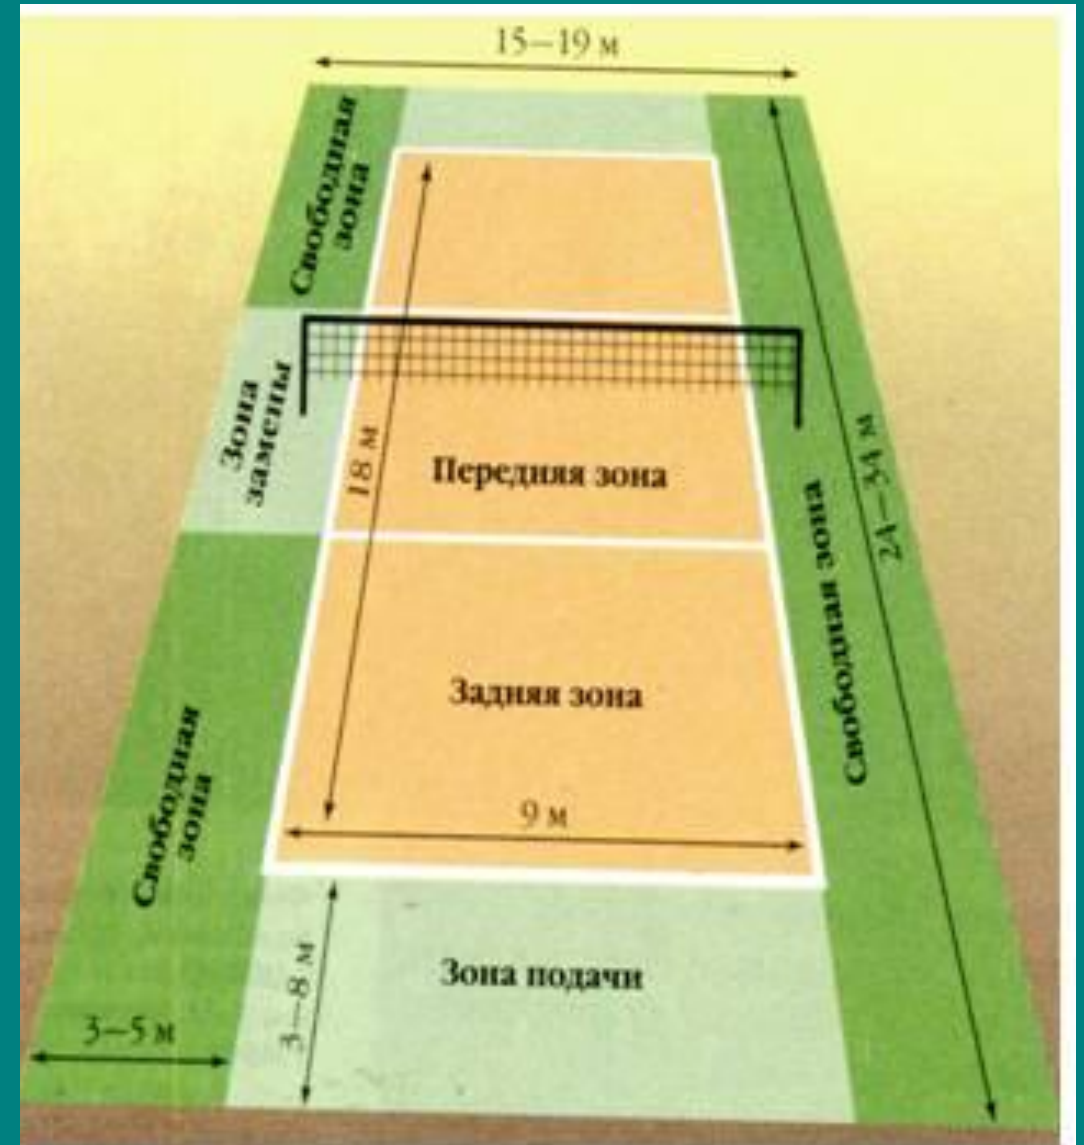 15–19 м
Свободная
зона
Зона
замены
18 м
Передняя зона
24–34 м
Свободная зона
Задняя зона
Свободная
зона
9 м
Зона подачи
3–8 м
3–5 м